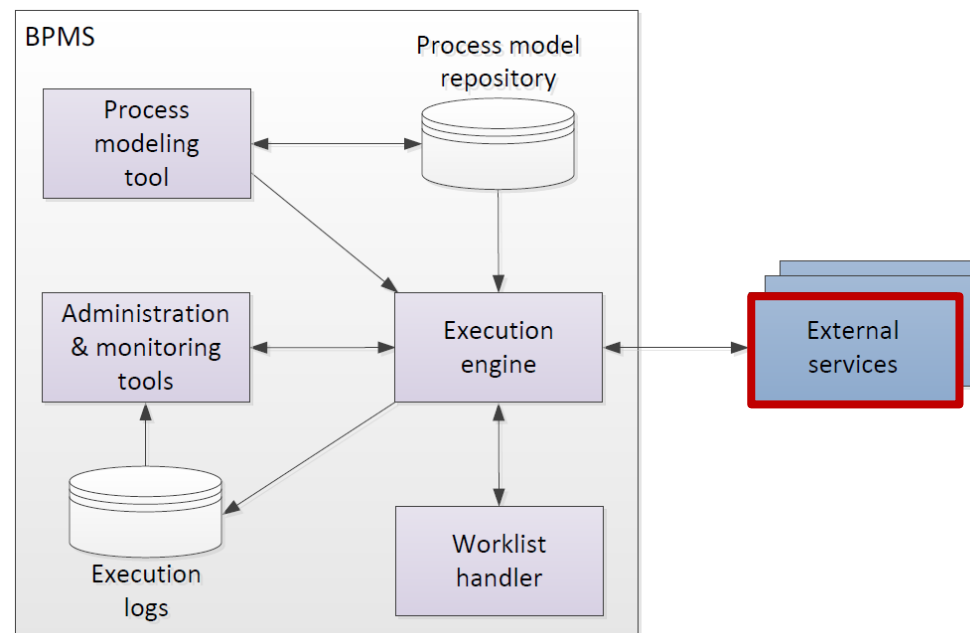 BPMS
Process model
repository
Process
modeling
tool
Administration
& monitoring
tools
Execution
engine
External
services
Execution
logs
Worklist
handler